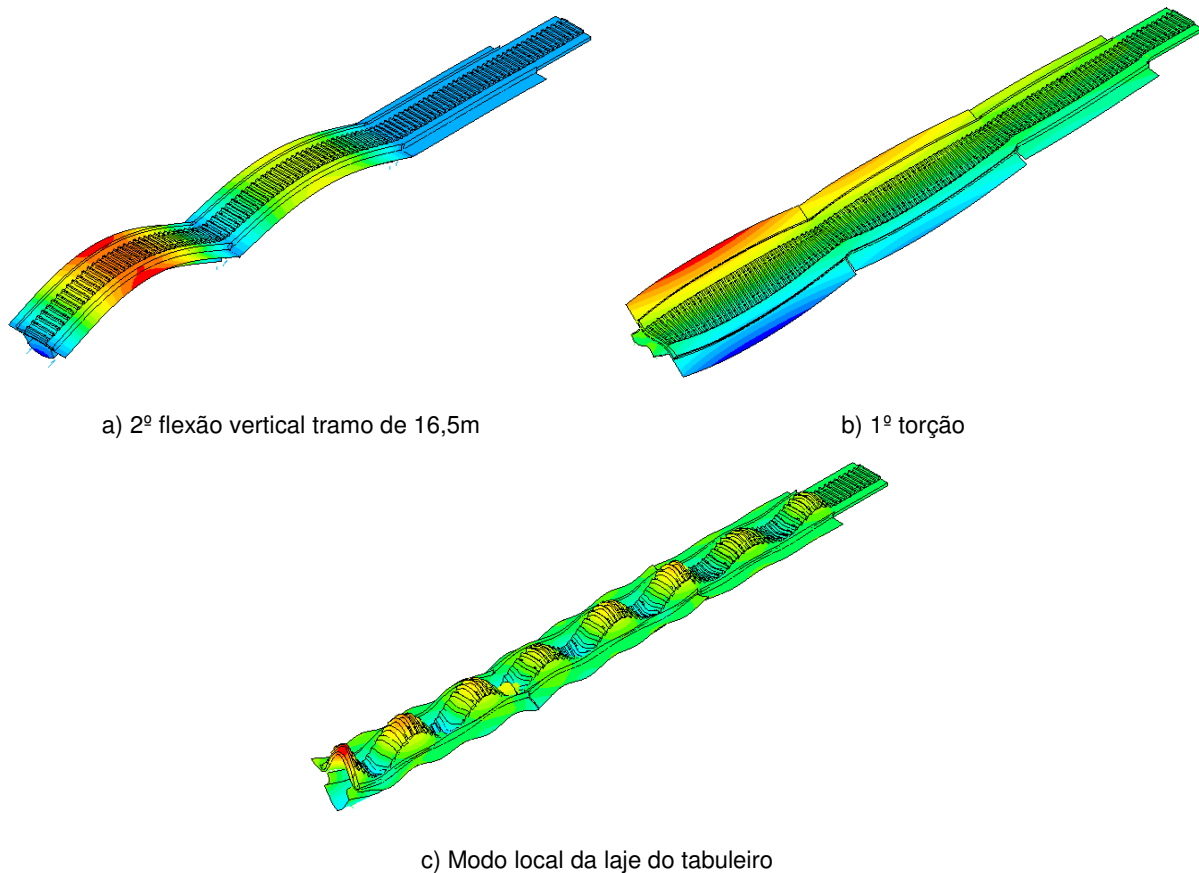 a) 2º flexão vertical tramo de 16,5m
b) 1º torção
c) Modo local da laje do tabuleiro